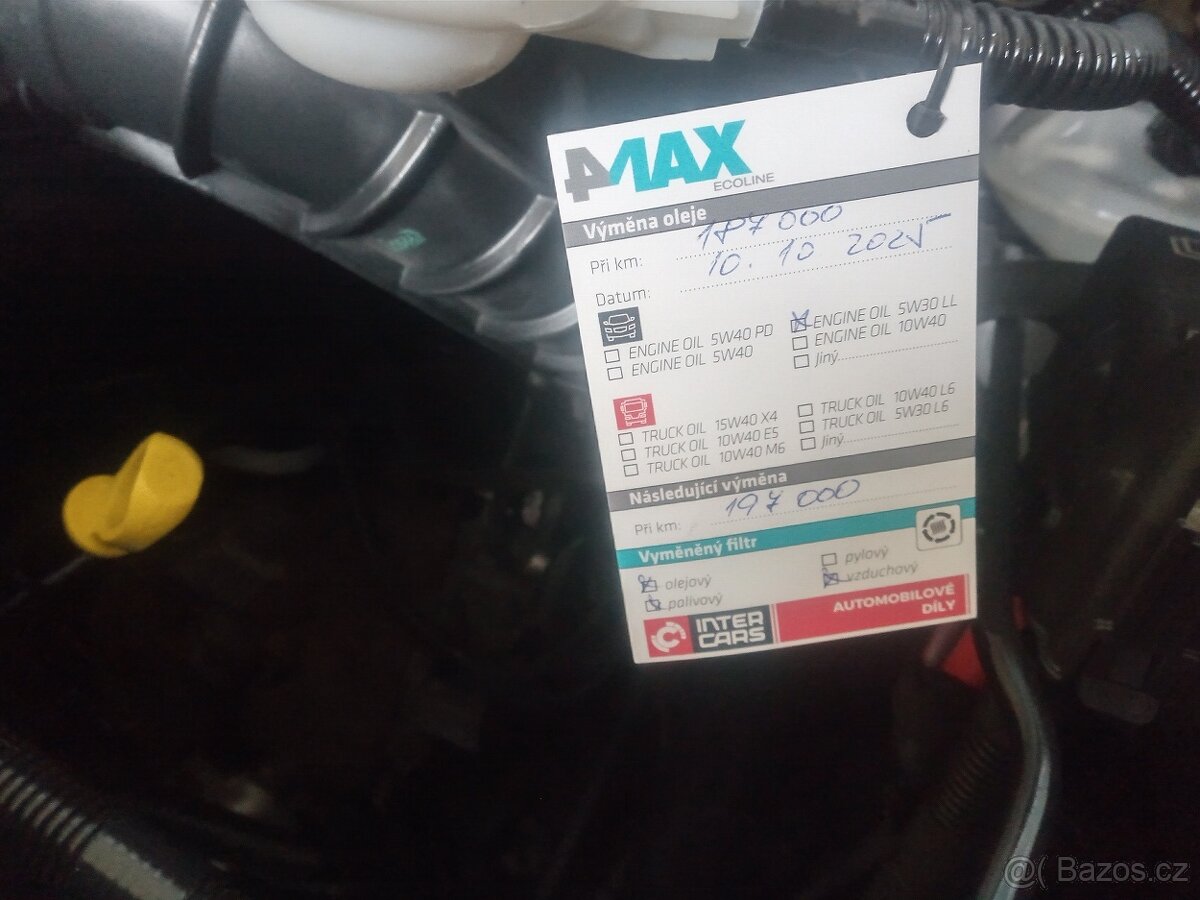 4MAX
ECOLINE
Výměna oleje
Při km: 187 000
Datum: 10. 10 2025
ENGINE OIL 5W40 PD
ENGINE OIL 5W40
ENGINE OIL 5W30 LL
ENGINE OIL 10W40
Jiný
TRUCK OIL 15W40 X4
TRUCK OIL 10W40 E5
TRUCK OIL 10W40 M6
TRUCK OIL 10W40 L6
TRUCK OIL 5W30 L6
Jiný
Následující výměna
Při km: 197 000
Vyměněný filtr
olejový
palivový
pylový
vzduchový
INTER
CARS
AUTOMOBILOVÉ
DÍLY
@( Bazos.cz